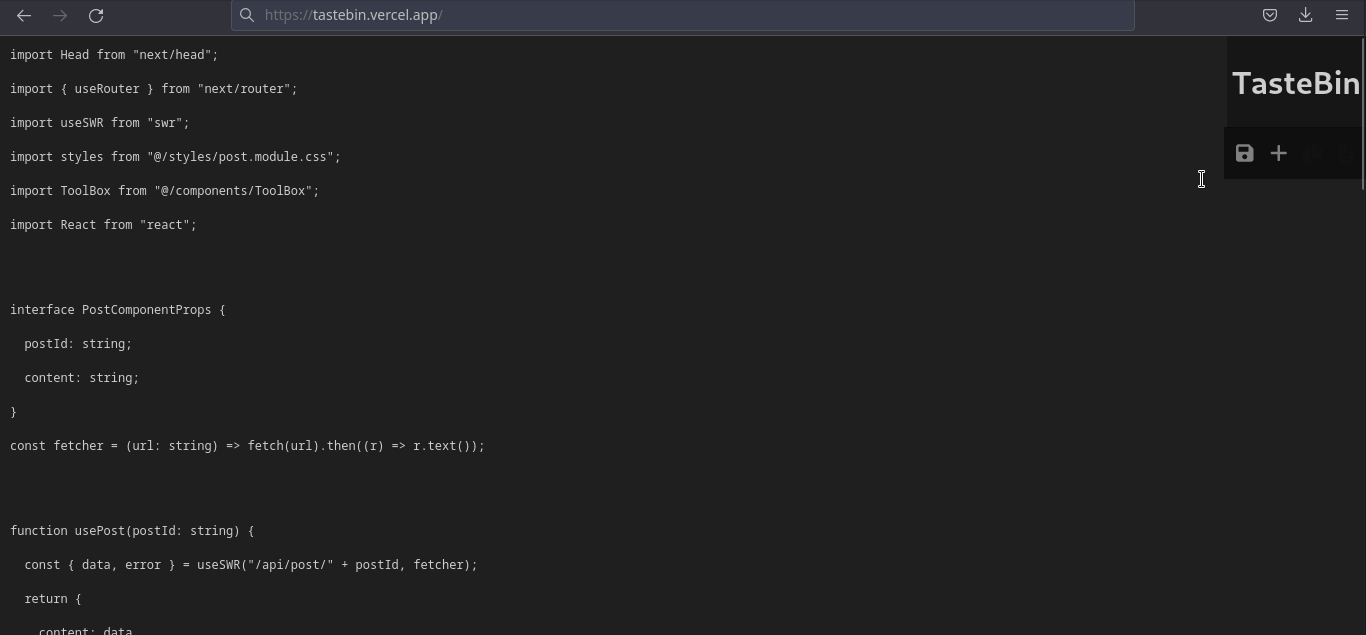 https://tastebin.vercel.app/
import Head from "next/head";
TasteBin
import { useRouter } from "next/router";
import useSWR from "swr";
import styles from "@/styles/post.module.css";
import ToolBox from "@/components/ToolBox";
import React from "react";
interface PostComponentProps {
  postId: string;
  content: string;
}
const fetcher = (url: string) => fetch(url).then((r) => r.text());
function usePost(postId: string) {
  const { data, error } = useSWR("/api/post/" + postId, fetcher);
  return {
    content: data